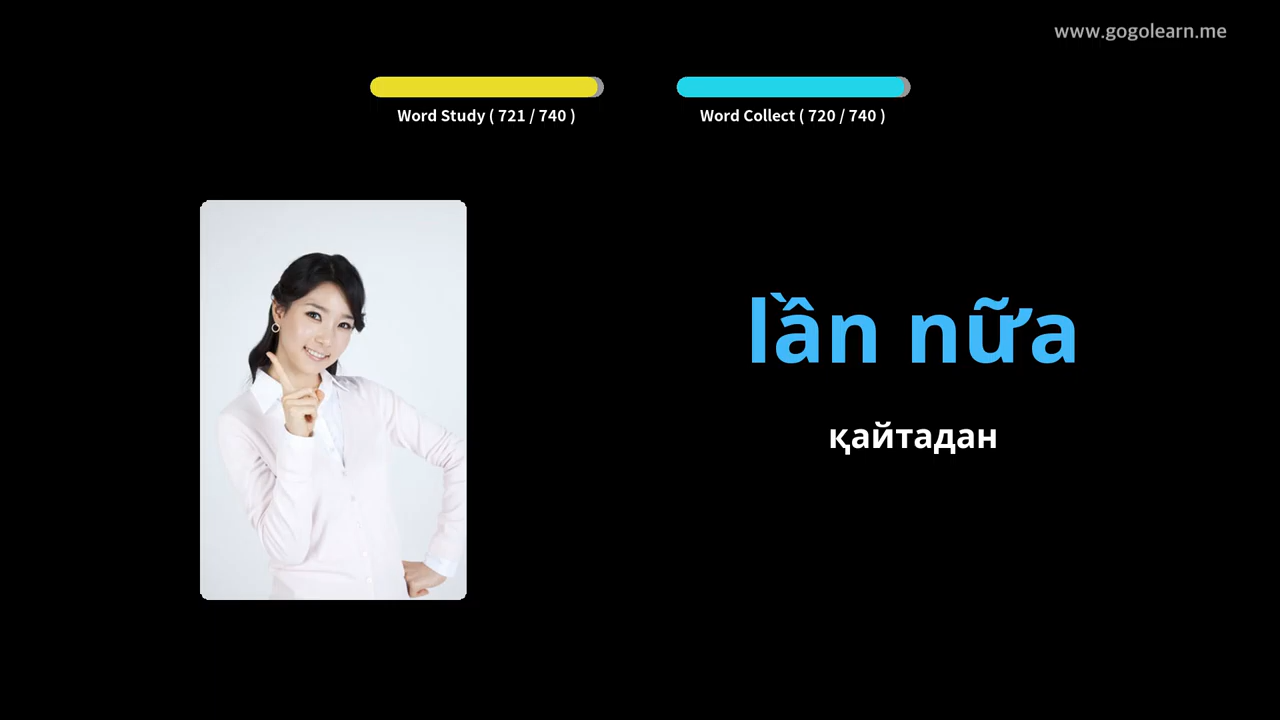 www.gogolearn.me
Word Study ( 721 / 740 )
Word Collect ( 720 / 740 )
lần nữa
қайтадан